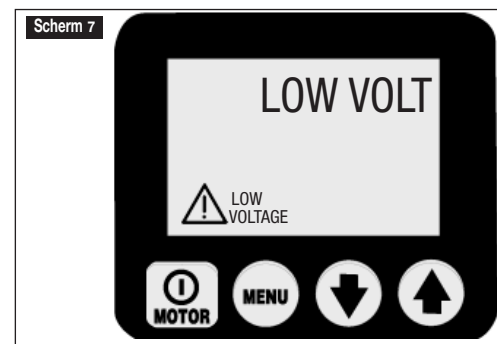 Scherm 7
LOW VOLT
LOW
VOLTAGE
MOTOR
MENU